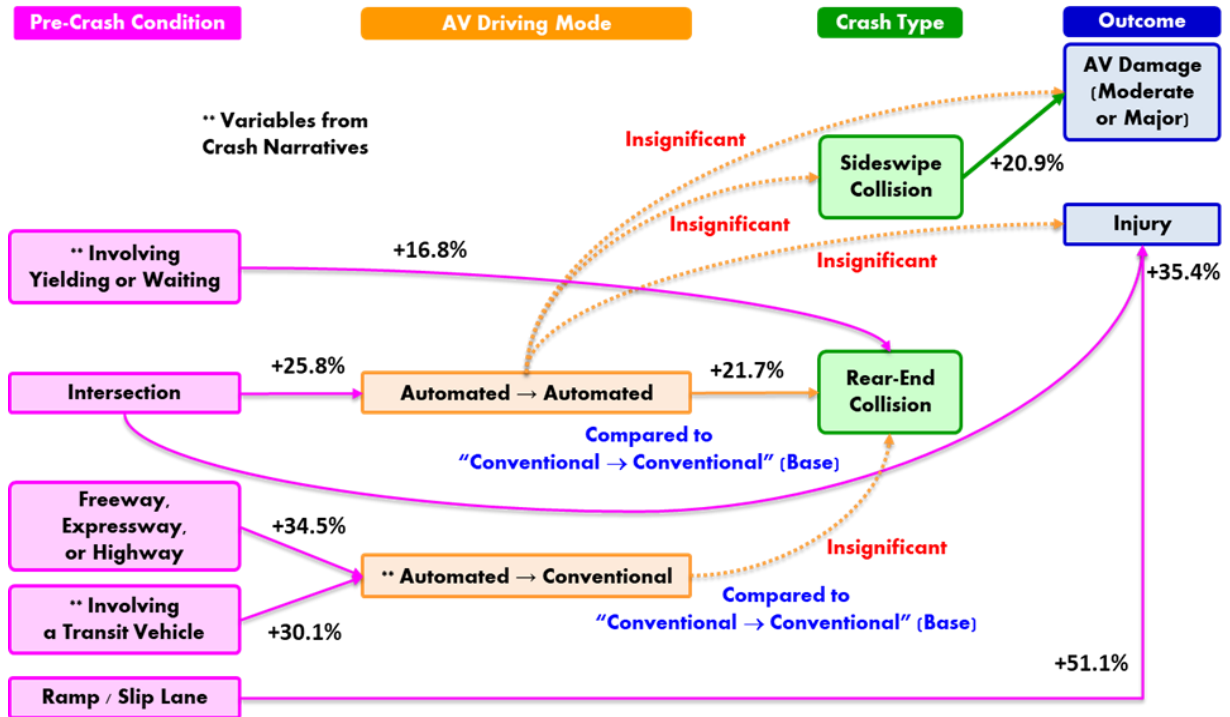 Pre-Crash Condition
AV Driving Mode
Crash Type
Outcome
** Variables from
Crash Narratives
AV Damage
(Moderate
or Major)
Insignificant
Sideswipe
Collision
+20.9%
Insignificant
Injury
** Involving
Yielding or Waiting
+16.8%
Insignificant
+35.4%
Intersection
+25.8%
Automated → Automated
+21.7%
Rear-End
Collision
Compared to
“Conventional → Conventional” (Base)
Freeway,
Expressway,
or Highway
+34.5%
** Automated → Conventional
Insignificant
** Involving
a Transit Vehicle
+30.1%
Compared to
“Conventional → Conventional” (Base)
Ramp / Slip Lane
+51.1%